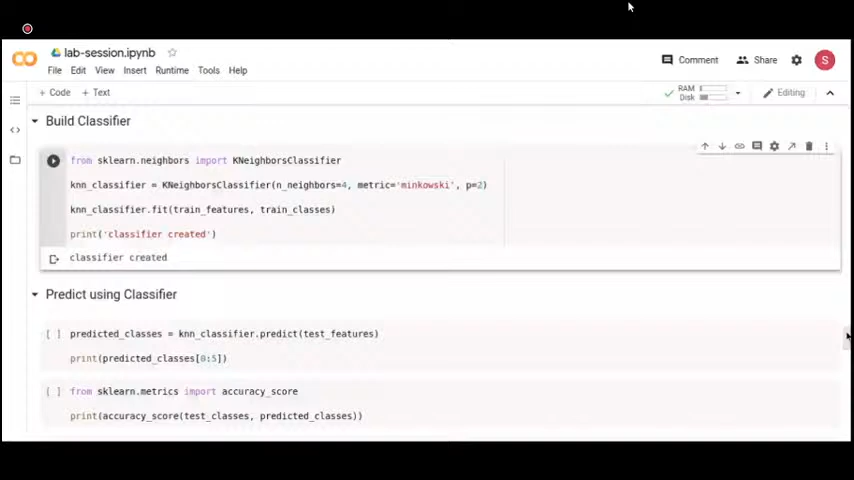 lab-session.ipynb
Comment
Share
S
File Edit View Insert Runtime Tools Help
+ Code + Text
RAM
Disk
Editing
Build Classifier
from sklearn.neighbors import KNeighborsClassifier
knn_classifier = KNeighborsClassifier(n_neighbors=4, metric='minkowski', p=2)
knn_classifier.fit(train_features, train_classes)
print('classifier created')
classifier created
Predict using Classifier
[ ] predicted_classes = knn_classifier.predict(test_features)
print(predicted_classes[0:5])
[ ] from sklearn.metrics import accuracy_score
print(accuracy_score(test_classes, predicted_classes))